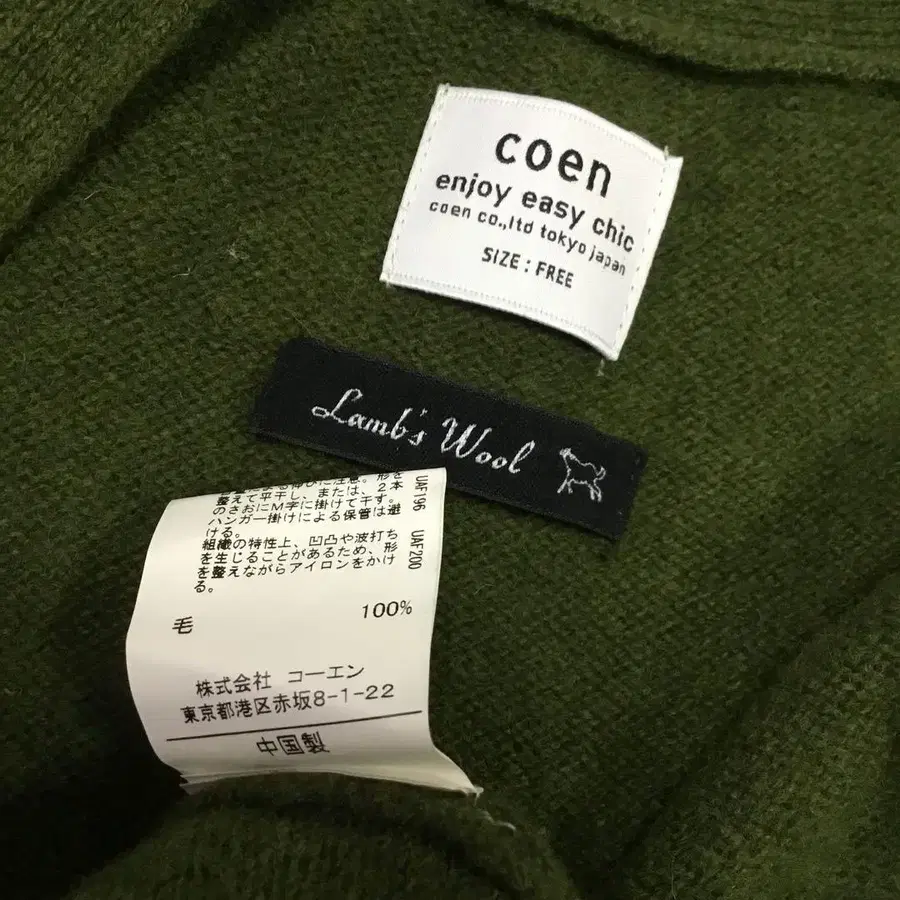 coen
enjoy easy chic
coen co.,ltd tokyo japan
SIZE : FREE
Lamb's Wool
整えて平干し、または、2本
のさおにM字に掛けて干す。
ハンガー掛けによる保管は避
ける。
組織の特性上、凹凸や波打ち
を生じることがあるため、形
を整えながらアイロンをかけ
る。
UAF196 UAF200
毛 100%
株式会社 コーエン
東京都港区赤坂8-1-22
中国製